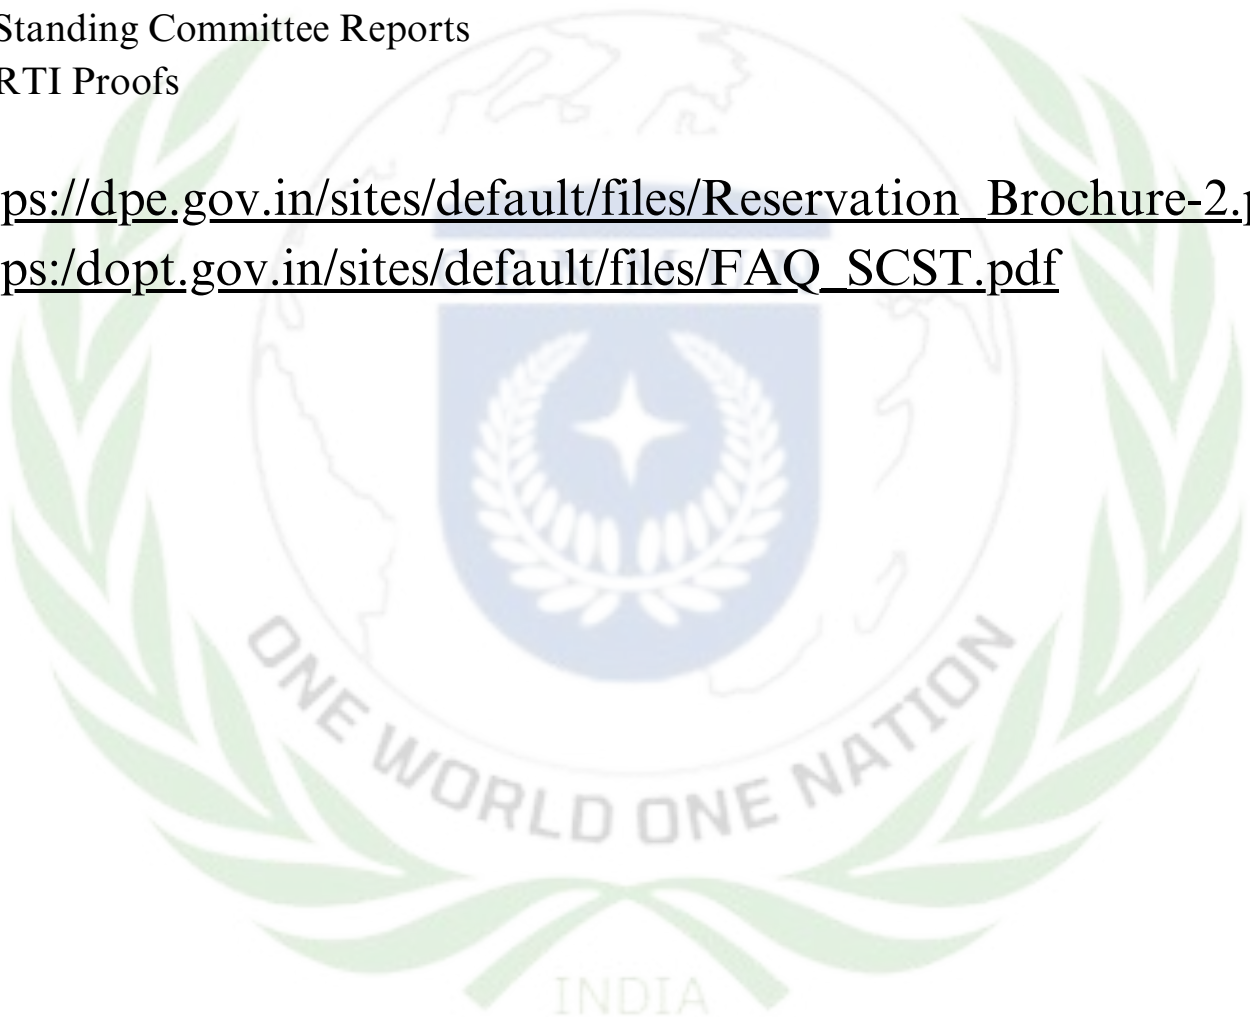 Standing Committee Reports
RTI Proofs
ps://dpe.gov.in/sites/default/files/Reservation_Brochure-2.p
ps:/dopt.gov.in/sites/default/files/FAQ_SCST.pdf
ONE WORLD ONE NATION
INDIA